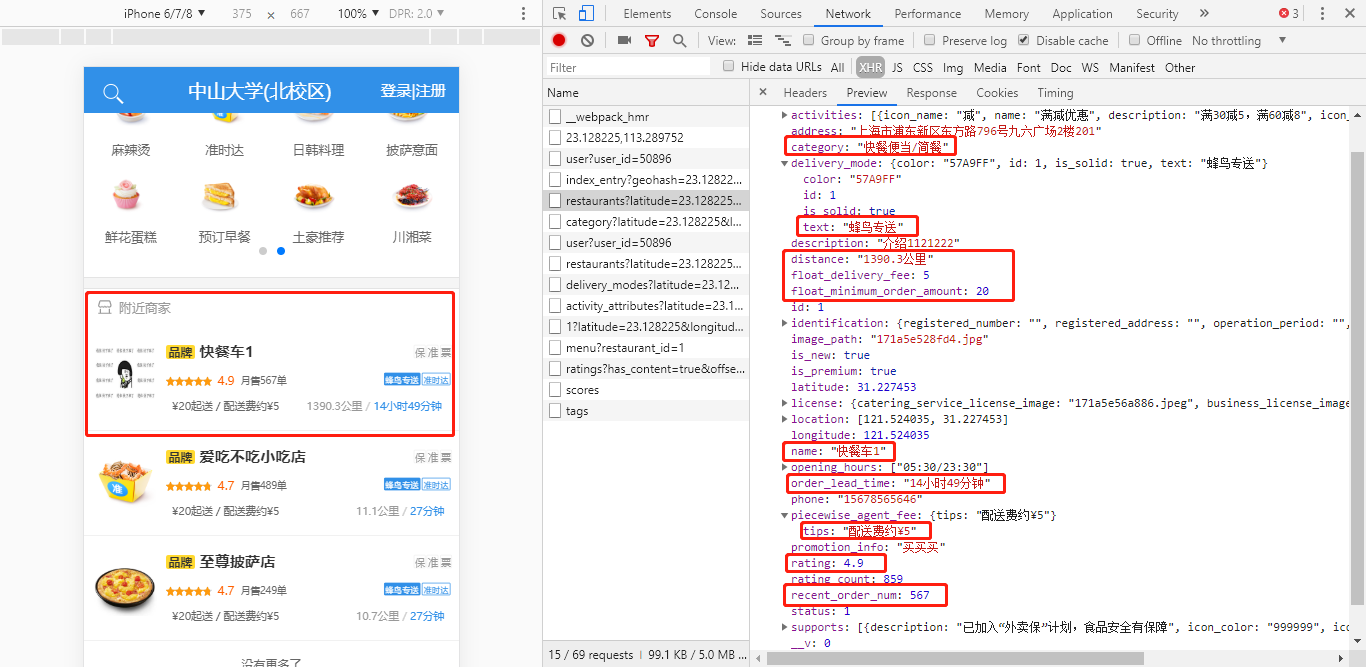 iPhone 6/7/8 ▼ 375 × 667 100% ▼ DPR: 2.0 ▼
中山大学(北校区)
登录|注册
麻辣烫 准时达 日韩料理 披萨意面
鲜花蛋糕 预订早餐 土豪推荐 川湘菜
附近商家
品牌 快餐车1 保准票
4.9 月售567单 蜂鸟专送 准时达
¥20起送 / 配送费约¥5 1390.3公里 / 14小时49分钟
品牌 爱吃不吃小吃店 保准票
4.7 月售489单 蜂鸟专送 准时达
¥20起送 / 配送费约¥5 11.1公里 / 27分钟
品牌 至尊披萨店 保准票
4.7 月售249单 蜂鸟专送 准时达
¥20起送 / 配送费约¥5 10.7公里 / 27分钟
没有更多了
Elements Console Sources Network Performance Memory Application Security » 3
View: Group by frame Preserve log Disable cache Offline No throttling ▼
Filter Hide data URLs All XHR JS CSS Img Media Font Doc WS Manifest Other
Name
__webpack_hmr
23.128225,113.289752
user?user_id=50896
index_entry?geohash=23.12822...
restaurants?latitude=23.128225...
category?latitude=23.128225&l...
user?user_id=50896
restaurants?latitude=23.128225...
delivery_modes?latitude=23.12...
activity_attributes?latitude=23.1...
1?latitude=23.128225&longitud...
menu?restaurant_id=1
ratings?has_content=true&offse...
scores
tags
15 / 69 requests | 99.1 KB / 5.0 MB ...
× Headers Preview Response Cookies Timing
activities: [{icon_name: "减", name: "满减优惠", description: "满30减5，满60减8", icon_
address: "上海市浦东新区东方路796号九六广场2楼201"
category: "快餐便当/简餐"
delivery_mode: {color: "57A9FF", id: 1, is_solid: true, text: "蜂鸟专送"}
color: "57A9FF"
id: 1
is_solid: true
text: "蜂鸟专送"
description: "介绍1121222"
distance: "1390.3公里"
float_delivery_fee: 5
float_minimum_order_amount: 20
id: 1
identification: {registered_number: "", registered_address: "", operation_period: "",
image_path: "171a5e528fd4.jpg"
is_new: true
is_premium: true
latitude: 31.227453
license: {catering_service_license_image: "171a5e56a886.jpeg", business_license_image
location: [121.524035, 31.227453]
longitude: 121.524035
name: "快餐车1"
opening_hours: ["05:30/23:30"]
order_lead_time: "14小时49分钟"
phone: "15678565646"
piecewise_agent_fee: {tips: "配送费约¥5"}
tips: "配送费约¥5"
promotion_info: "买买买"
rating: 4.9
rating_count: 859
recent_order_num: 567
status: 1
supports: [{description: "已加入“外卖保”计划，食品安全有保障", icon_color: "999999", ico
__v: 0